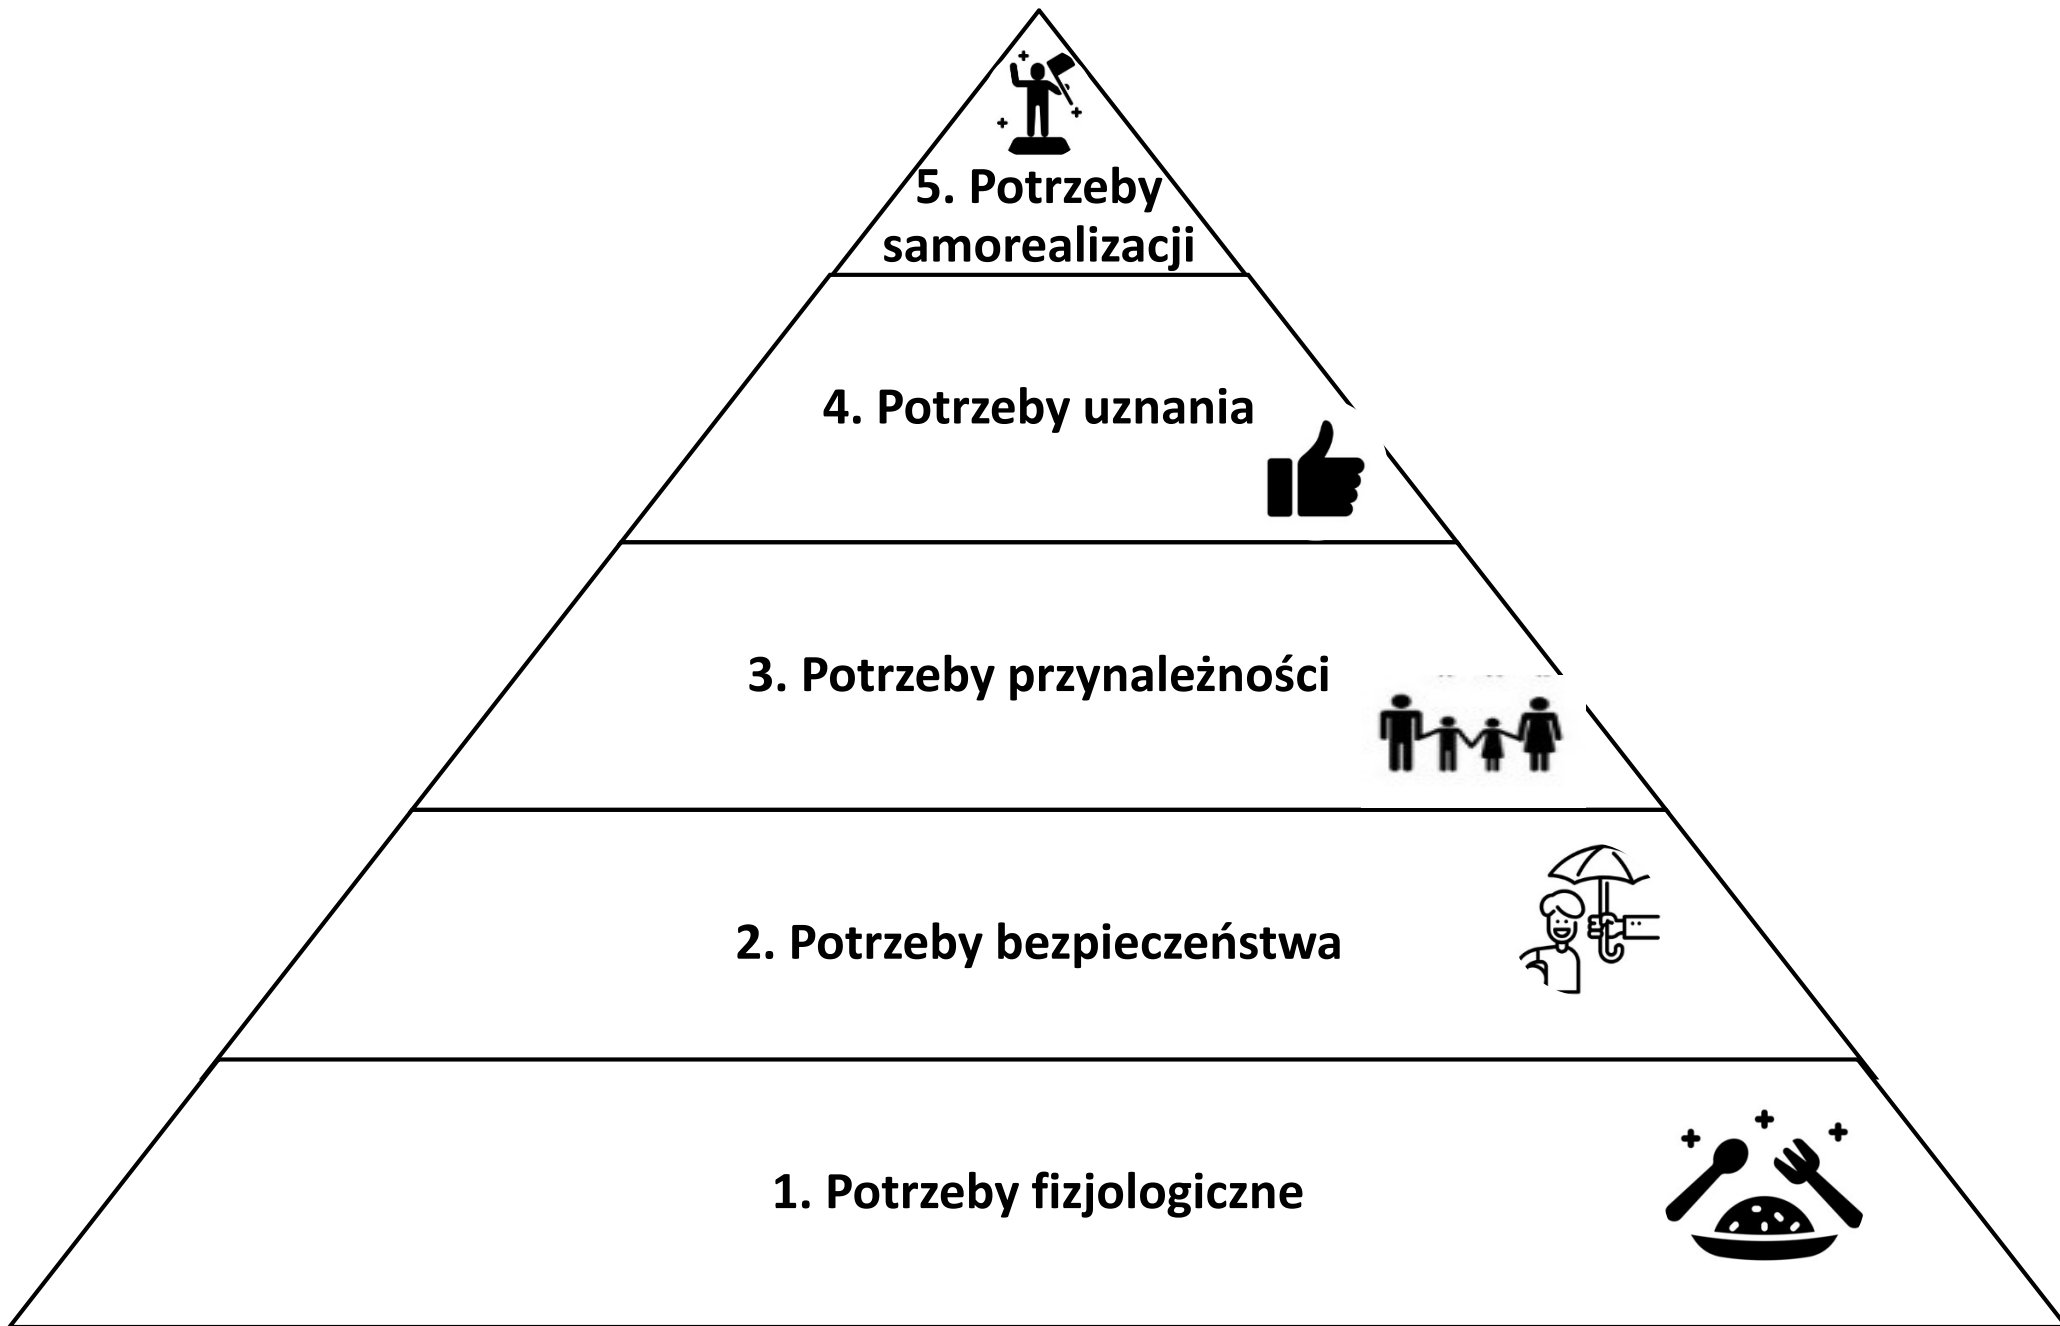 5. Potrzeby
samorealizacji
4. Potrzeby uznania
3. Potrzeby przynależności
2. Potrzeby bezpieczeństwa
1. Potrzeby fizjologiczne